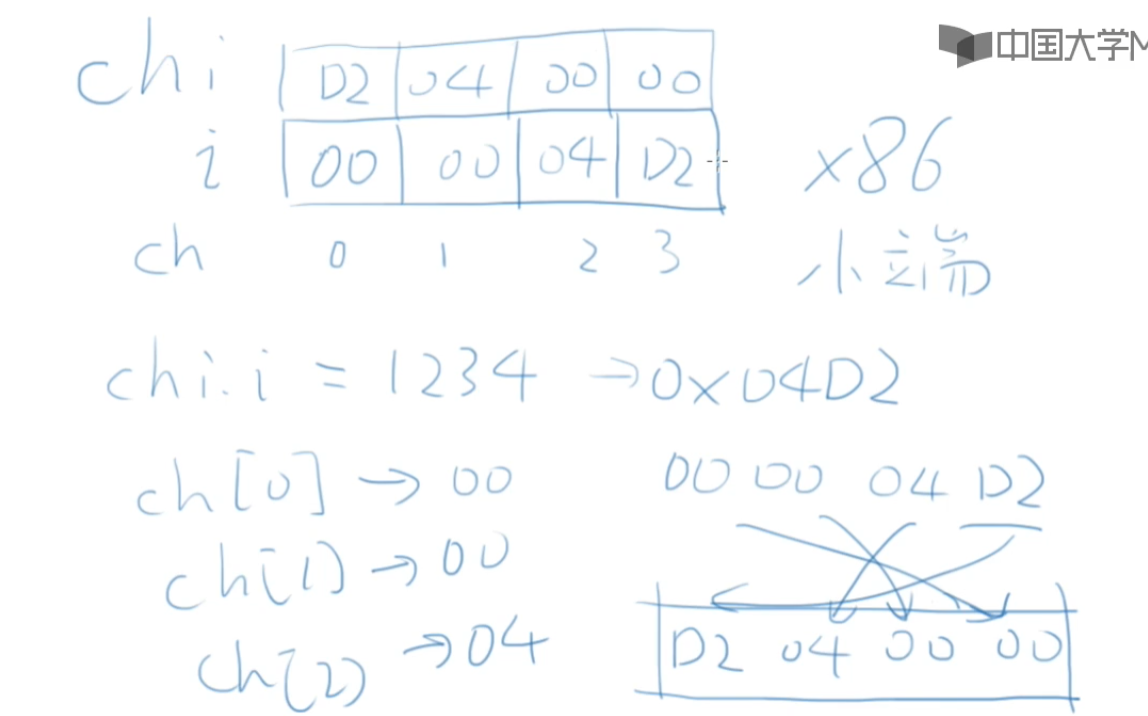 中国大学M
chi D2 04 00 00
i 00 00 04 D2
x86
ch 0 1 2 3
小端
chi.i = 1234 → 0x04D2
ch[0] → 00
00 00 04 D2
ch(1) → 00
ch(2) → 04
D2 04 00 00